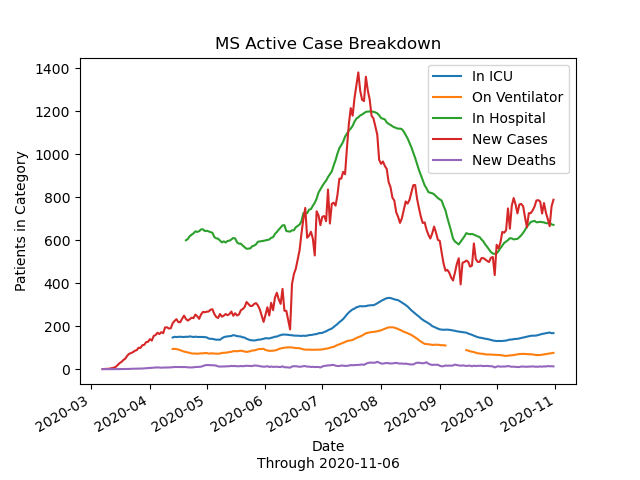 MS Active Case Breakdown
1400
1200
1000
800
600
400
200
0
Patients in Category
In ICU
On Ventilator
In Hospital
New Cases
New Deaths
2020-03
2020-04
2020-05
2020-06
2020-07
2020-08
2020-09
2020-10
2020-11
Date
Through 2020-11-06